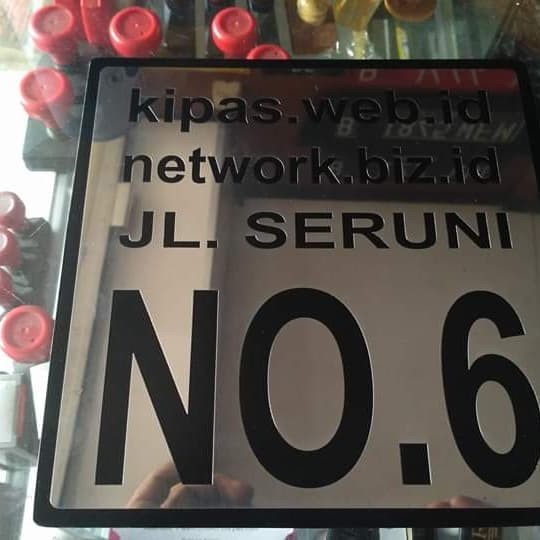 kipas.web.id
network.biz.id
JL. SERUNI
NO.6